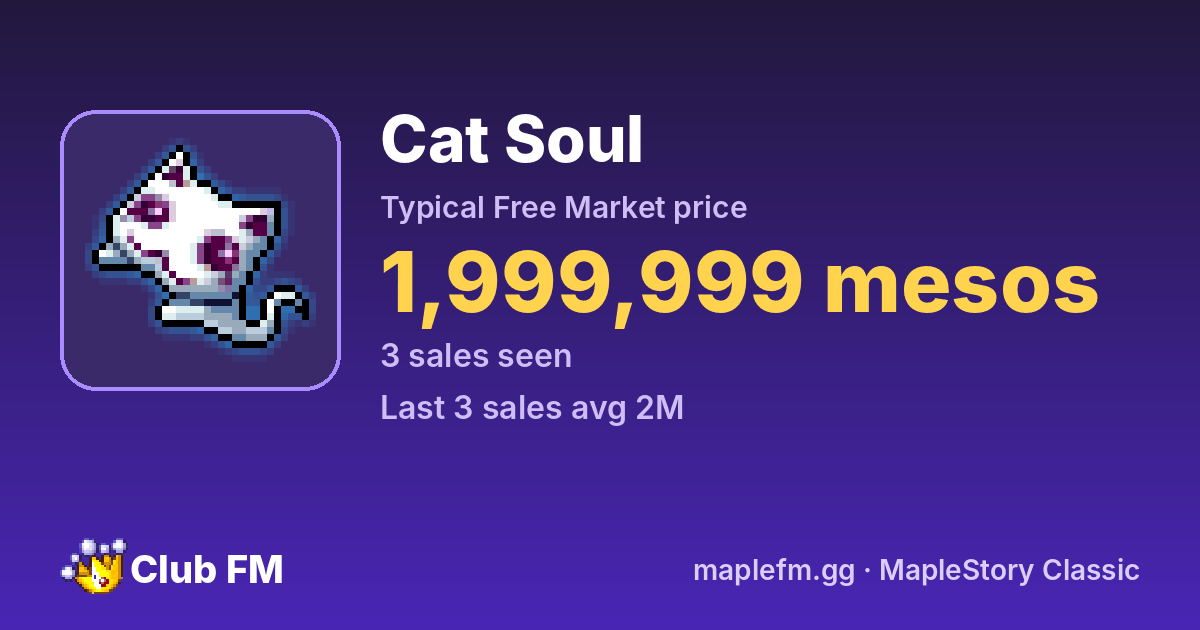 Cat Soul
Typical Free Market price
1,999,999 mesos
3 sales seen
Last 3 sales avg 2M
Club FM
maplefm.gg · MapleStory Classic